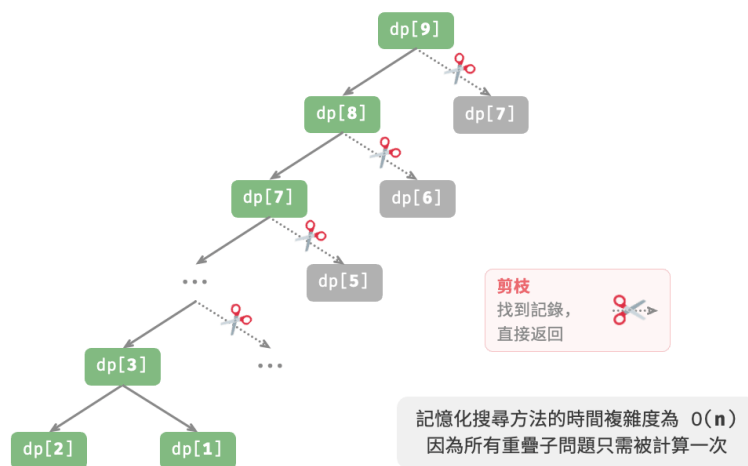 dp[9]
dp[8]
dp[7]
dp[7]
dp[6]
...
dp[5]
剪枝
找到記錄，
直接返回
dp[3]
...
dp[2]
dp[1]
記憶化搜尋方法的時間複雜度為 O(n)
因為所有重疊子問題只需被計算一次